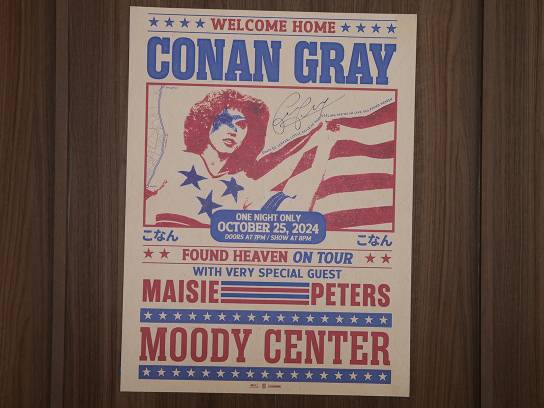 WELCOME HOME
CONAN GRAY
ONE NIGHT ONLY
OCTOBER 25, 2024
DOORS AT 7PM / SHOW AT 8PM
こなん こなん
FOUND HEAVEN ON TOUR
WITH VERY SPECIAL GUEST
MAISIE PETERS
MOODY CENTER